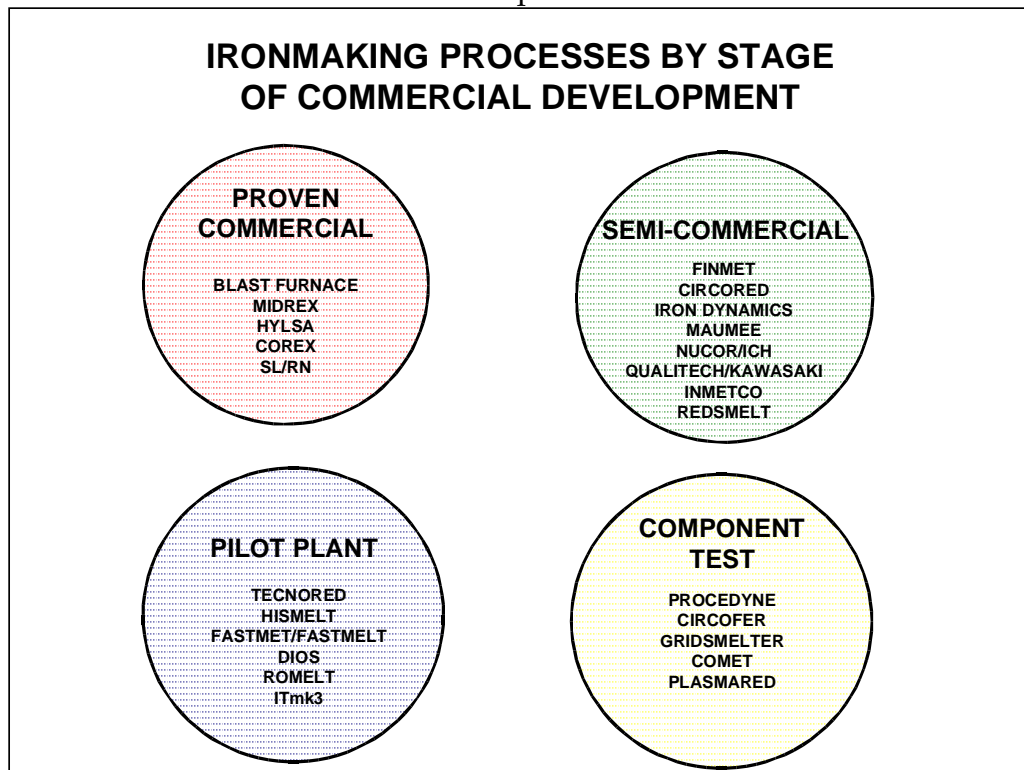 IRONMAKING PROCESSES BY STAGE
OF COMMERCIAL DEVELOPMENT
PROVEN
COMMERCIAL
BLAST FURNACE
MIDREX
HYLSA
COREX
SL/RN
SEMI-COMMERCIAL
FINMET
CIRCORED
IRON DYNAMICS
MAUMEE
NUCOR/ICH
QUALITECH/KAWASAKI
INMETCO
REDSMELT
PILOT PLANT
TECNORED
HISMELT
FASTMET/FASTMELT
DIOS
ROMELT
ITmk3
COMPONENT
TEST
PROCEDYNE
CIRCOFER
GRIDSMELTER
COMET
PLASMARED